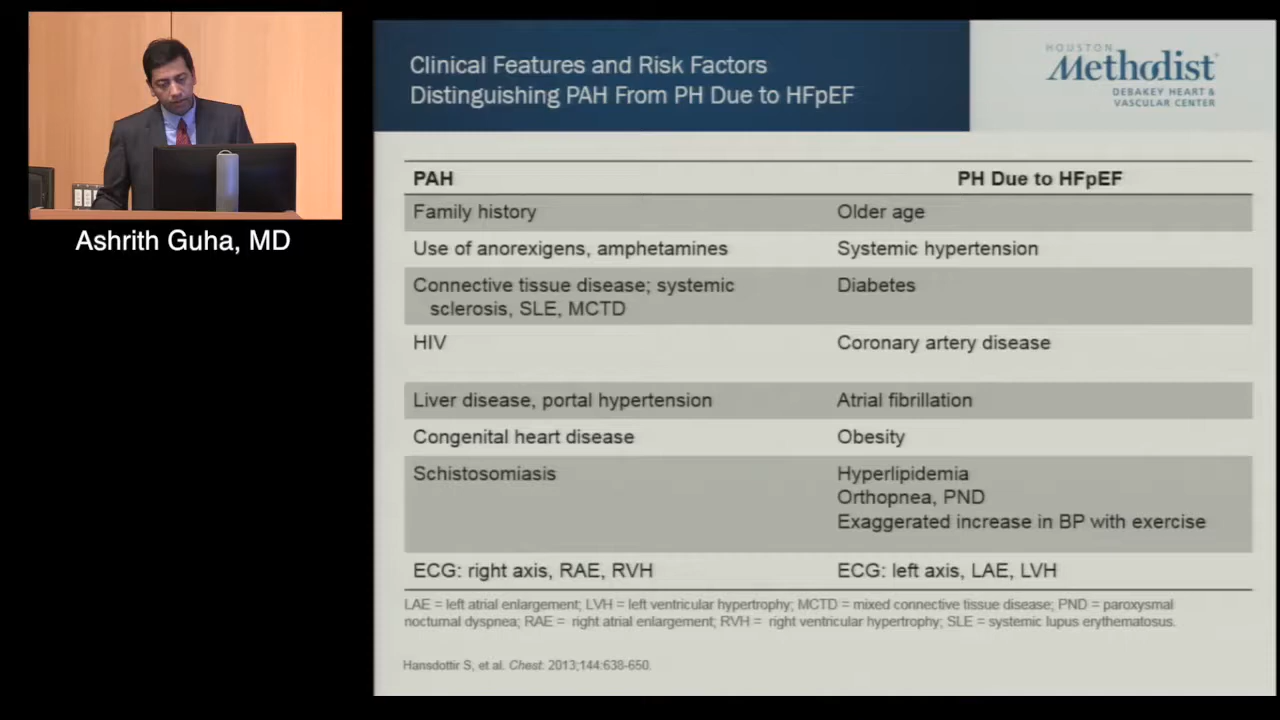 Clinical Features and Risk Factors
Distinguishing PAH From PH Due to HFpEF
HOUSTON
Methodist
DEBAKEY HEART &
VASCULAR CENTER
Ashrith Guha, MD
PAH PH Due to HFpEF
Family history Older age
Use of anorexigens, amphetamines Systemic hypertension
Connective tissue disease; systemic Diabetes
sclerosis, SLE, MCTD
HIV Coronary artery disease
Liver disease, portal hypertension Atrial fibrillation
Congenital heart disease Obesity
Schistosomiasis Hyperlipidemia
Orthopnea, PND
Exaggerated increase in BP with exercise
ECG: right axis, RAE, RVH ECG: left axis, LAE, LVH
LAE = left atrial enlargement; LVH = left ventricular hypertrophy; MCTD = mixed connective tissue disease; PND = paroxysmal
nocturnal dyspnea; RAE = right atrial enlargement; RVH = right ventricular hypertrophy; SLE = systemic lupus erythematosus.
Hansdottir S, et al. Chest. 2013;144:638-650.